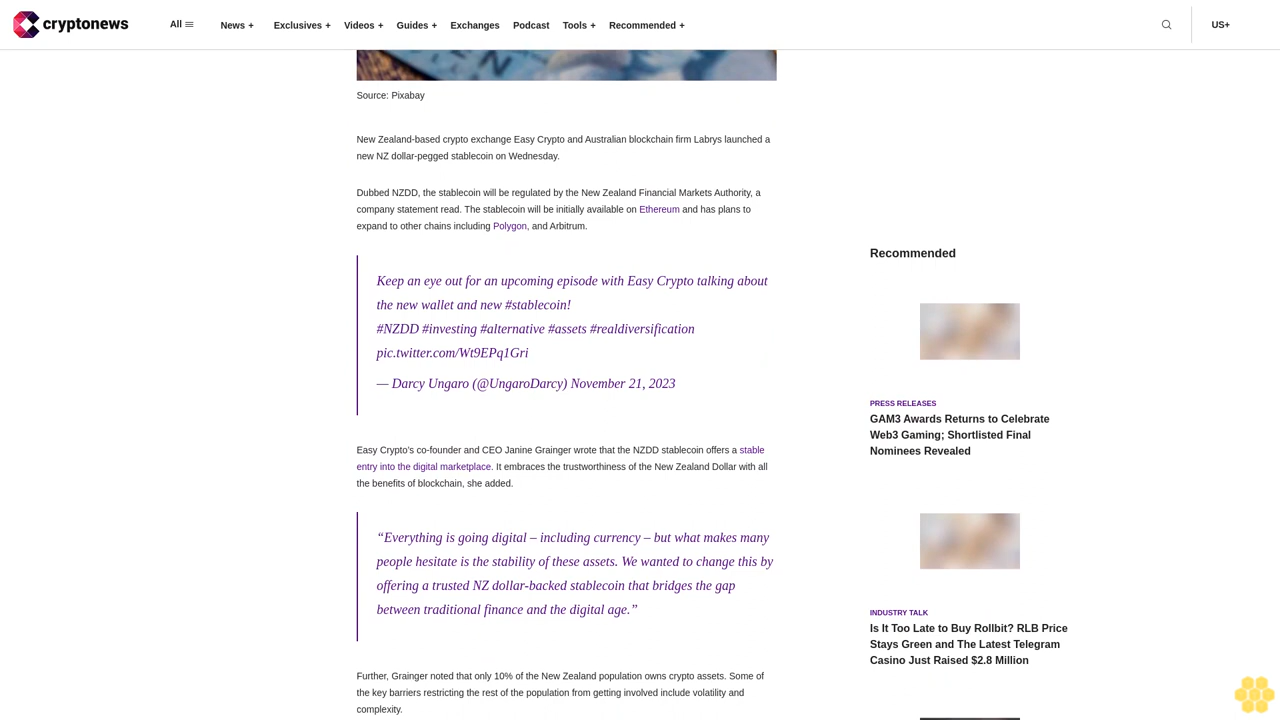 cryptonews
All
News +
Exclusives +
Videos +
Guides +
Exchanges
Podcast
Tools +
Recommended +
US+
Source: Pixabay
New Zealand-based crypto exchange Easy Crypto and Australian blockchain firm Labrys launched a
new NZ dollar-pegged stablecoin on Wednesday.
Dubbed NZDD, the stablecoin will be regulated by the New Zealand Financial Markets Authority, a
company statement read. The stablecoin will be initially available on Ethereum and has plans to
expand to other chains including Polygon, and Arbitrum.
Keep an eye out for an upcoming episode with Easy Crypto talking about
the new wallet and new #stablecoin!
#NZDD #investing #alternative #assets #realdiversification
pic.twitter.com/Wt9EPq1Gri
— Darcy Ungaro (@UngaroDarcy) November 21, 2023
Easy Crypto’s co-founder and CEO Janine Grainger wrote that the NZDD stablecoin offers a stable
entry into the digital marketplace. It embraces the trustworthiness of the New Zealand Dollar with all
the benefits of blockchain, she added.
“Everything is going digital – including currency – but what makes many
people hesitate is the stability of these assets. We wanted to change this by
offering a trusted NZ dollar-backed stablecoin that bridges the gap
between traditional finance and the digital age.”
Further, Grainger noted that only 10% of the New Zealand population owns crypto assets. Some of
the key barriers restricting the rest of the population from getting involved include volatility and
complexity.
Recommended
PRESS RELEASES
GAM3 Awards Returns to Celebrate
Web3 Gaming; Shortlisted Final
Nominees Revealed
INDUSTRY TALK
Is It Too Late to Buy Rollbit? RLB Price
Stays Green and The Latest Telegram
Casino Just Raised $2.8 Million